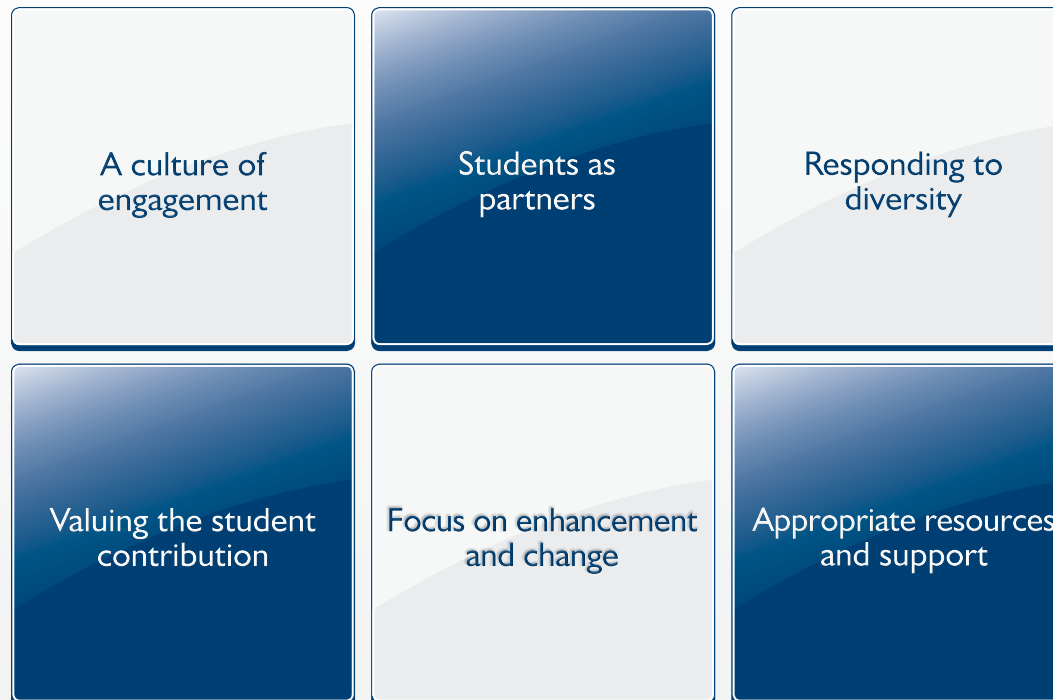 A culture of
engagement
Students as
partners
Responding to
diversity
Valuing the student
contribution
Focus on enhancement
and change
Appropriate resources
and support